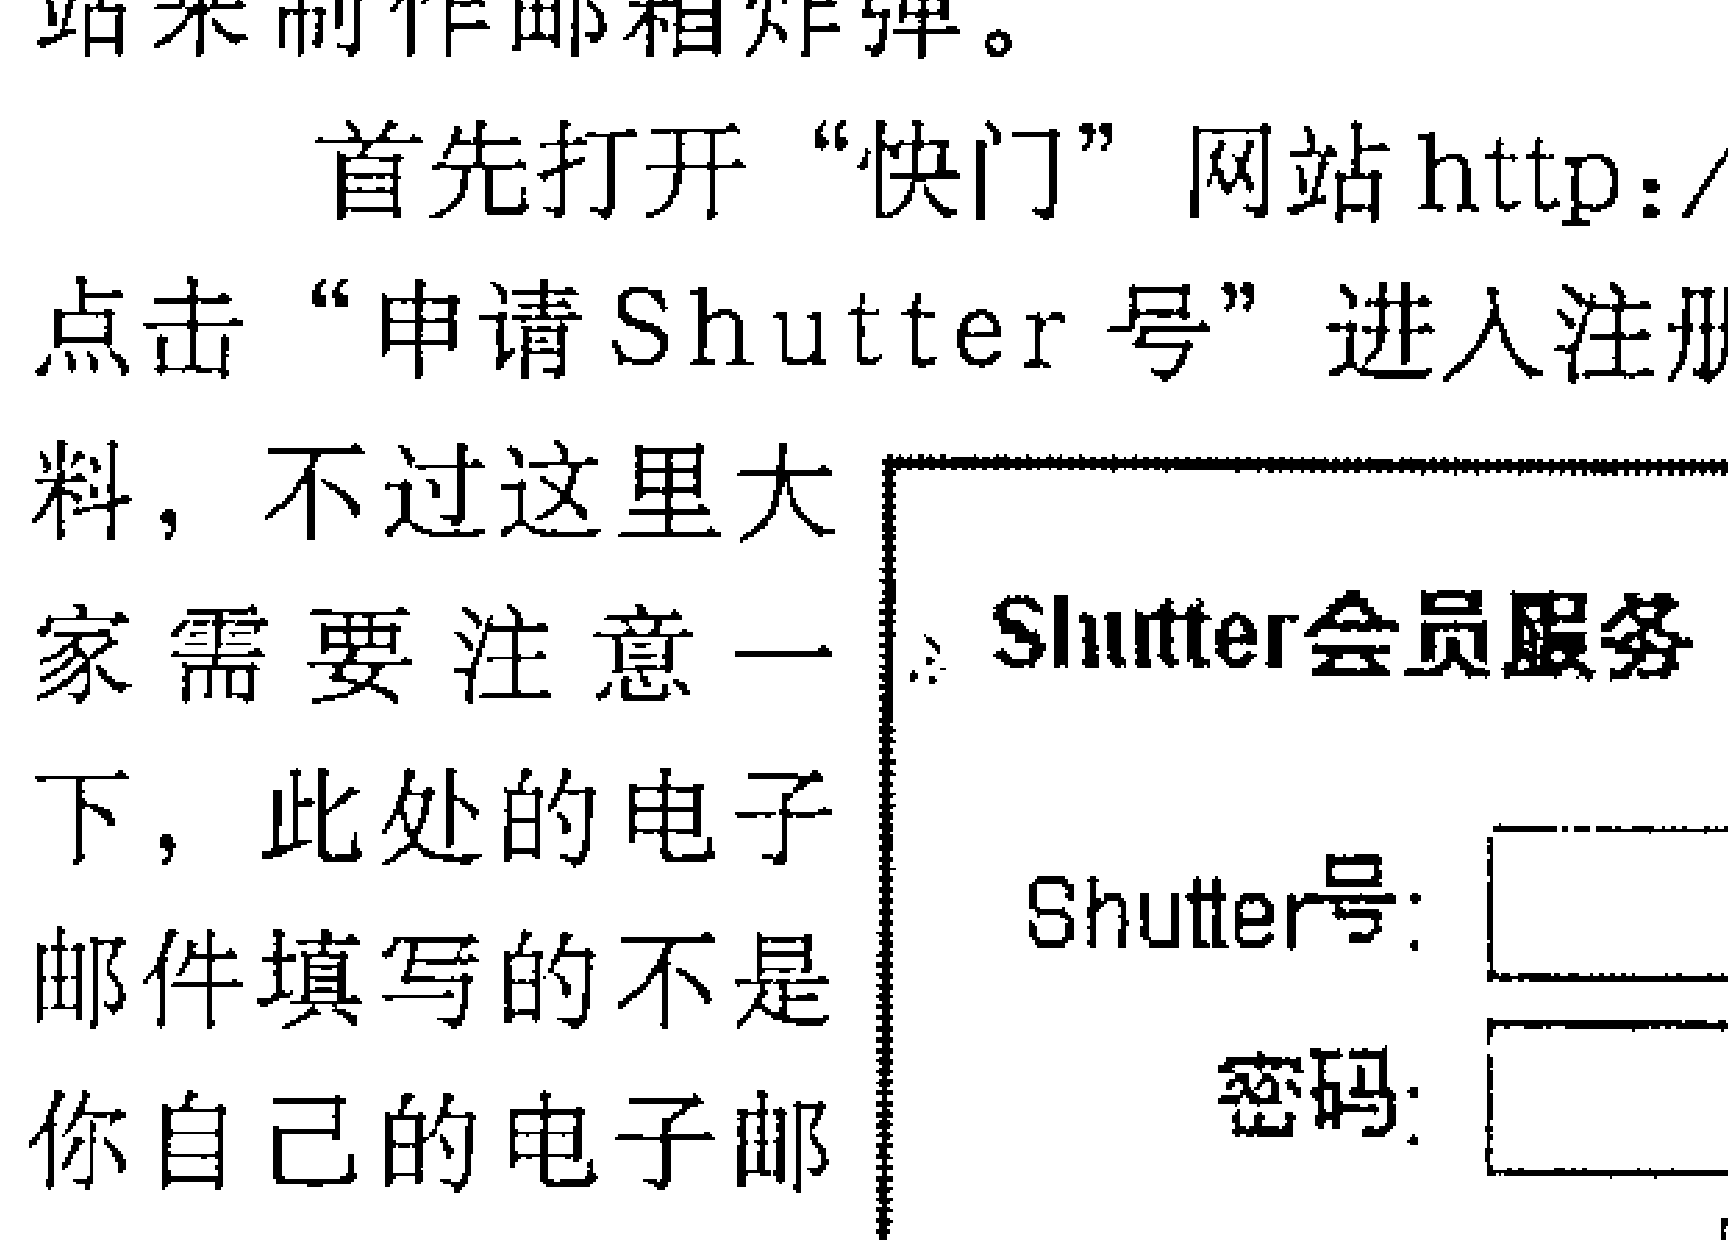 站来制作邮箱炸弹。
首先打开“快门”网站http:/
点击“申请Shutter号”进入注册
料，不过这里大
家需要注意一
下，此处的电子
邮件填写的不是
你自己的电子邮
Shutter会员服务
Shutter号:
密码: